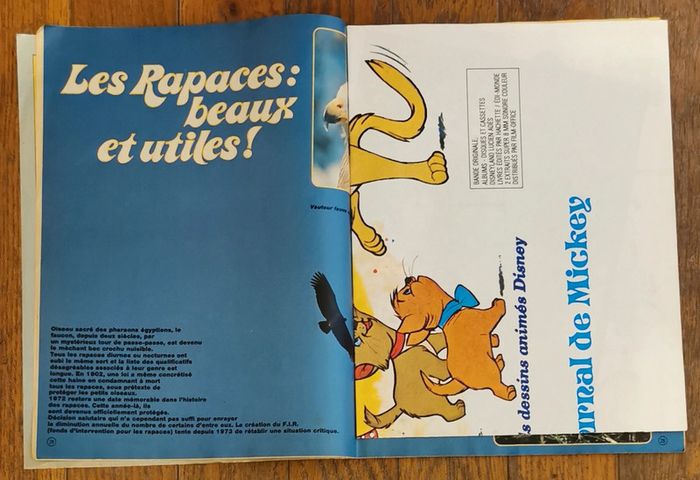 Les Rapaces:
beaux
et utiles!
Vautour fauve
Oiseau sacré des pharaons égyptiens, le
faucon, depuis deux siècles, par
un mystérieux tour de passe-passe, est devenu
le méchant bec crochu nuisible.
Tous les rapaces diurnes ou nocturnes ont
subi le même sort et la liste des qualificatifs
désagréables associés à leur genre est
longue. En 1902, une loi a même concrétisé
cette haine en condamnant à mort
tous les rapaces, sous prétexte de
protéger les petits oiseaux.
1972 restera une date mémorable dans l'histoire
des rapaces. Cette année-là, ils
sont devenus officiellement protégés.
Décision salutaire qui n'a cependant pas suffi pour enrayer
la diminution annuelle du nombre de certains d'entre eux. La création du F.I.R.
(fonds d'intervention pour les rapaces) tente depuis 1973 de rétablir une situation critique.
BANDE ORIGINALE,
ALBUMS - DISQUES ET CASSETTES
DISNEYLAND LUCIEN ADES
LIVRES ÉDITÉS PAR HACHETTE / EDI-MONDE
2 EXTRAITS SUPER 8 MM SONORE COULEUR
DISTRIBUÉS PAR FILM-OFFICE
s dessins animés Disney
ournal de Mickey